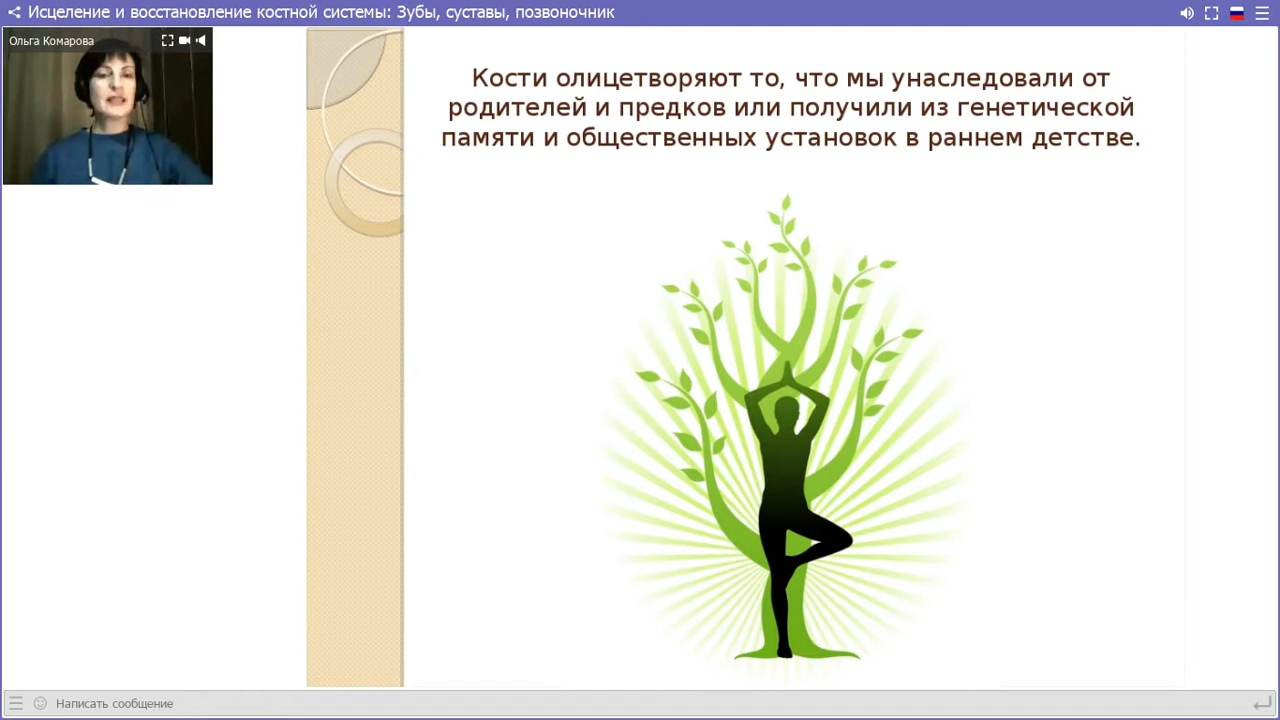 Исцеление и восстановление костной системы: Зубы, суставы, позвоночник
Ольга Комарова
Кости олицетворяют то, что мы унаследовали от
родителей и предков или получили из генетической
памяти и общественных установок в раннем детстве.
Написать сообщение